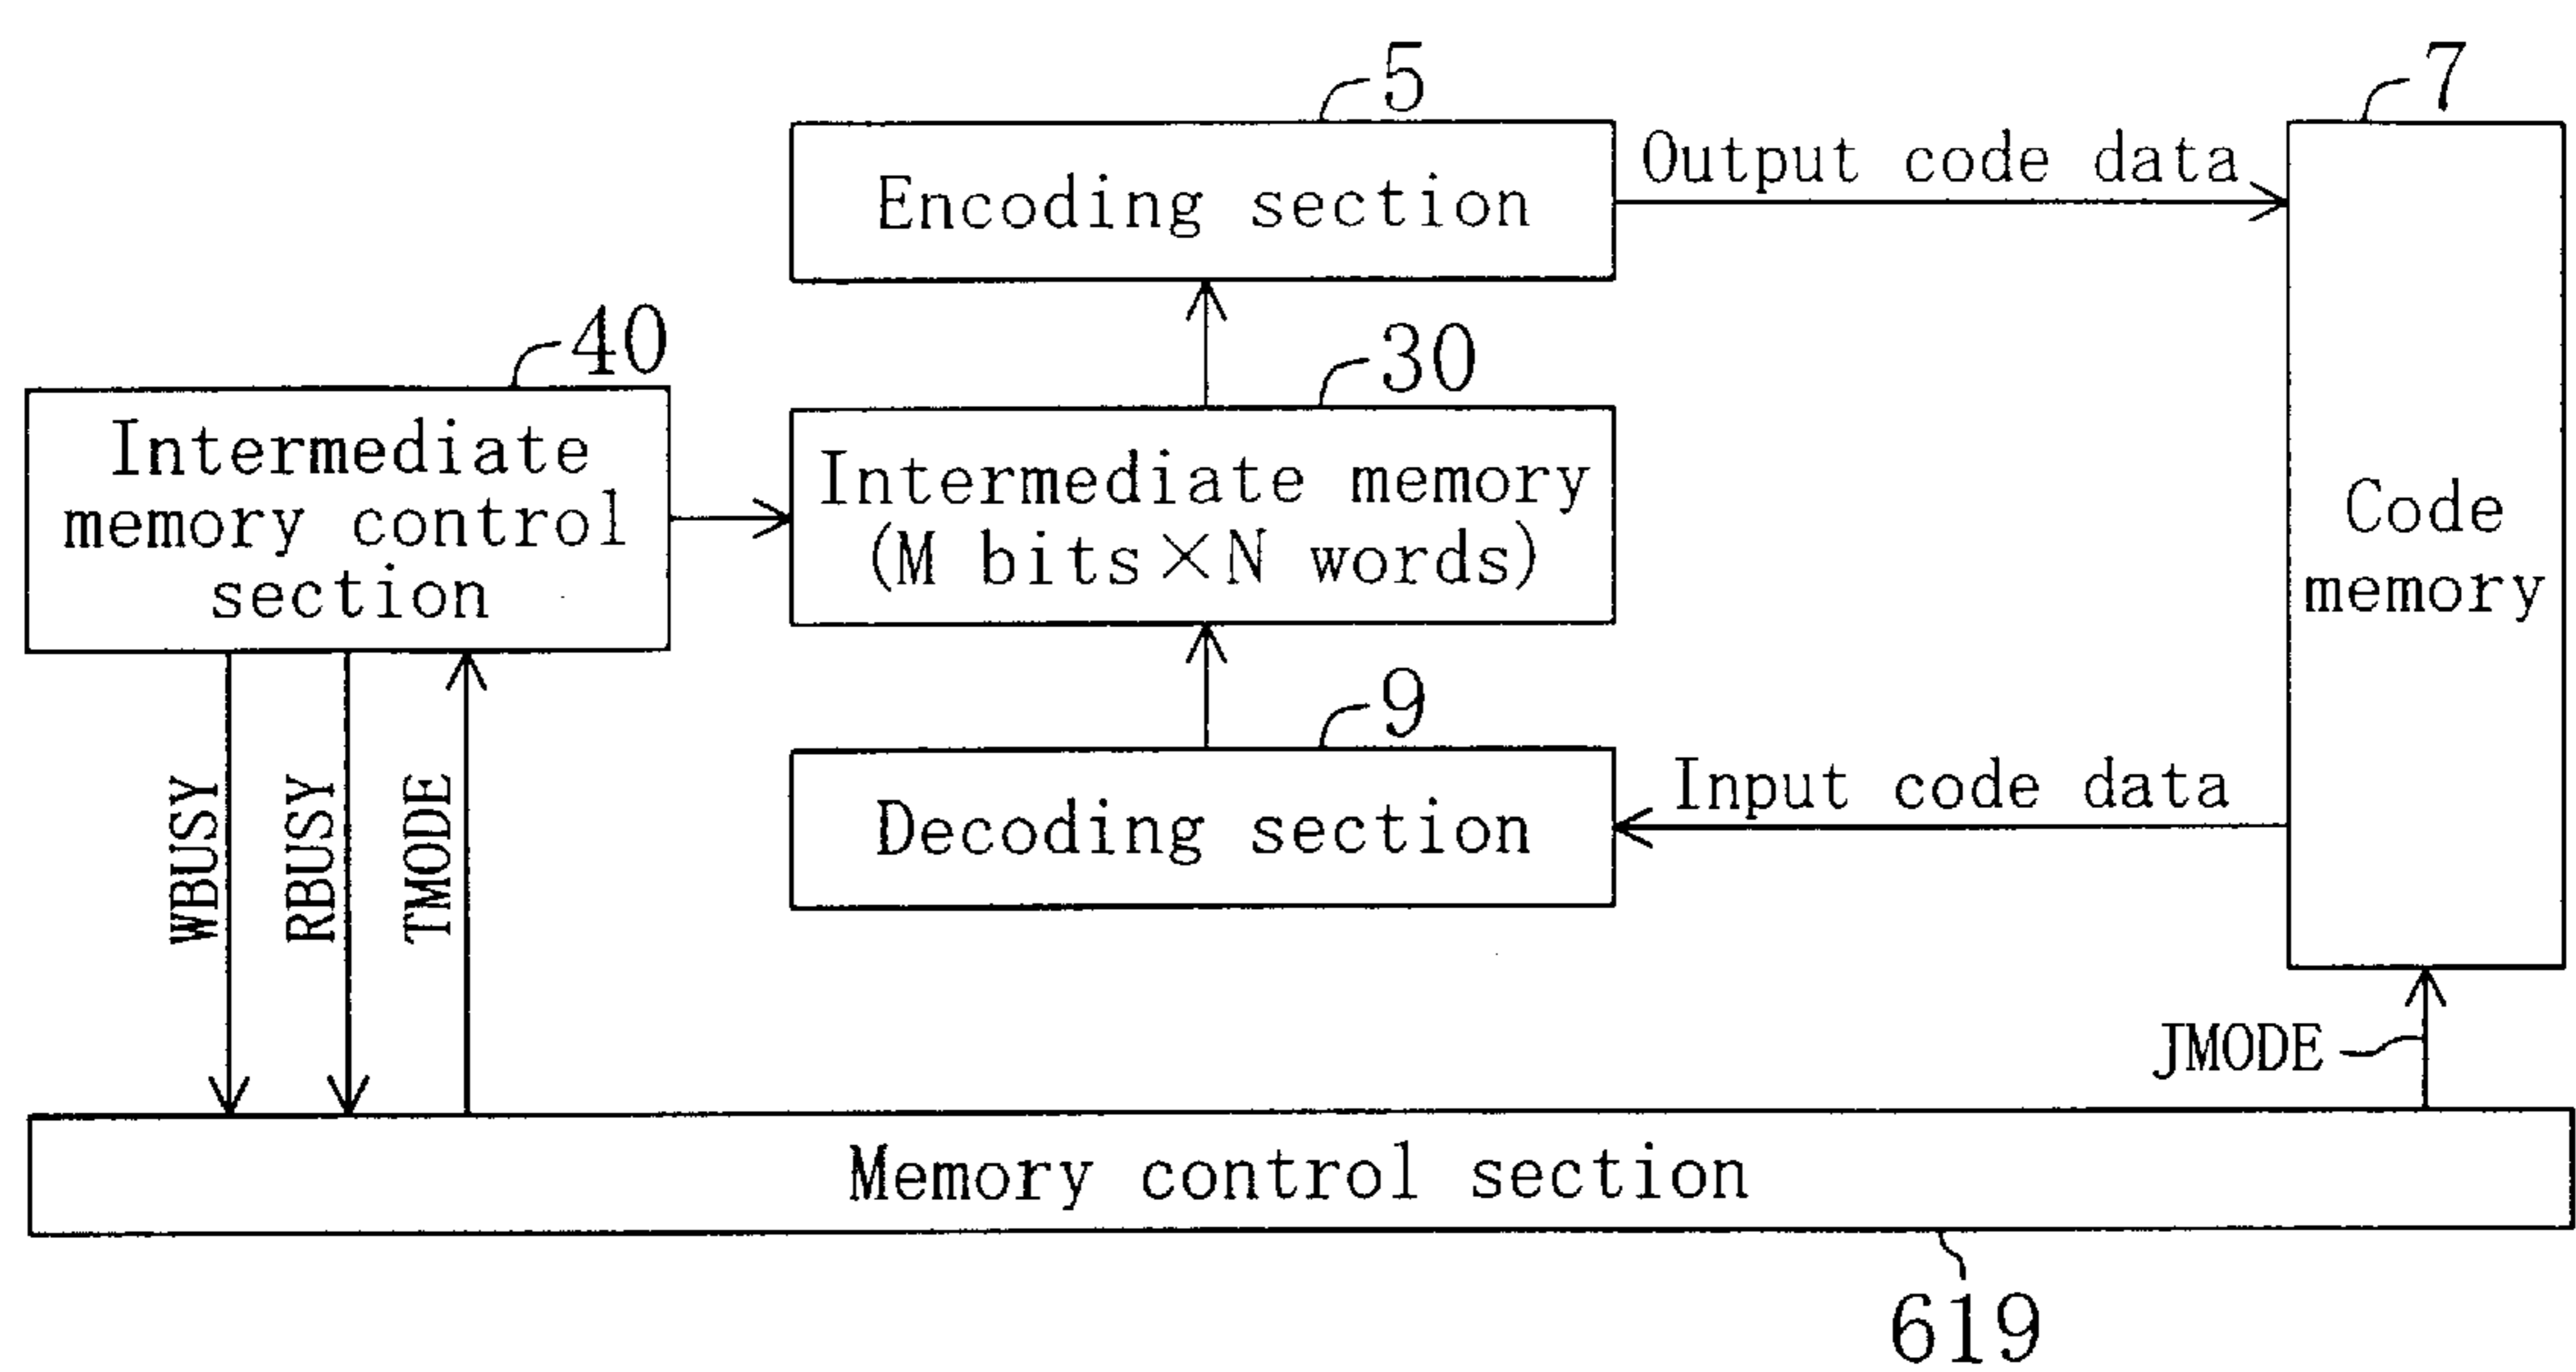 5
7
Encoding section
Output code data
40
30
Intermediate
memory control
section
Intermediate memory
(M bits×N words)
Code
memory
9
Decoding section
Input code data
WBUSY
RBUSY
TMODE
JMODE
Memory control section
619